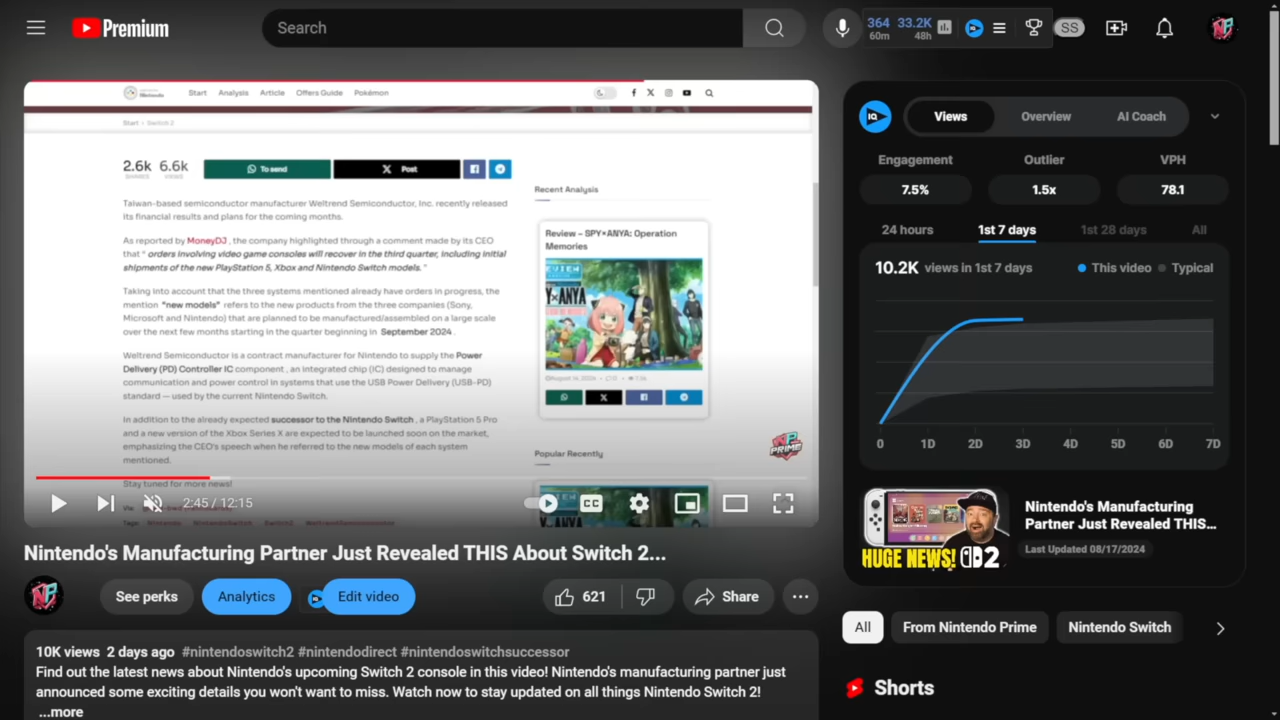 Premium
Search
364 33.2K
60m 48h
SS
Start Analysis Article Offers Guide Pokémon
Start > Switch 2
2.6k 6.6k To send Post
SHARES VIEWS
Taiwan-based semiconductor manufacturer Weltrend Semiconductor, Inc. recently released
its financial results and plans for the coming months.
As reported by MoneyDJ , the company highlighted through a comment made by its CEO
that " orders involving video game consoles will recover in the third quarter, including initial
shipments of the new PlayStation 5, Xbox and Nintendo Switch models. "
Taking into account that the three systems mentioned already have orders in progress, the
mention "new models" refers to the new products from the three companies (Sony,
Microsoft and Nintendo) that are planned to be manufactured/assembled on a large scale
over the next few months starting in the quarter beginning in September 2024 .
Weltrend Semiconductor is a contract manufacturer for Nintendo to supply the Power
Delivery (PD) Controller IC component , an integrated chip (IC) designed to manage
communication and power control in systems that use the USB Power Delivery (USB-PD)
standard — used by the current Nintendo Switch.
In addition to the already expected successor to the Nintendo Switch , a PlayStation 5 Pro
and a new version of the Xbox Series X are expected to be launched soon on the market,
emphasizing the CEO's speech when he referred to the new models of each system
mentioned.
Stay tuned for more news!
Recent Analysis
Review – SPY×ANYA: Operation
Memories
Popular Recently
NP
PRIME
2:45 / 12:15
CC
Nintendo's Manufacturing Partner Just Revealed THIS About Switch 2...
See perks
Analytics
Edit video
621
Share
10K views 2 days ago #nintendoswitch2 #nintendodirect #nintendoswitchsuccessor
Find out the latest news about Nintendo's upcoming Switch 2 console in this video! Nintendo's manufacturing partner just
announced some exciting details you won't want to miss. Watch now to stay updated on all things Nintendo Switch 2!
...more
IQ
Views Overview AI Coach
Engagement Outlier VPH
7.5% 1.5x 78.1
24 hours 1st 7 days 1st 28 days All
10.2K views in 1st 7 days This video Typical
0 1D 2D 3D 4D 5D 6D 7D
HUGE NEWS! 2
Nintendo's Manufacturing
Partner Just Revealed THIS...
Last Updated 08/17/2024
All From Nintendo Prime Nintendo Switch
Shorts